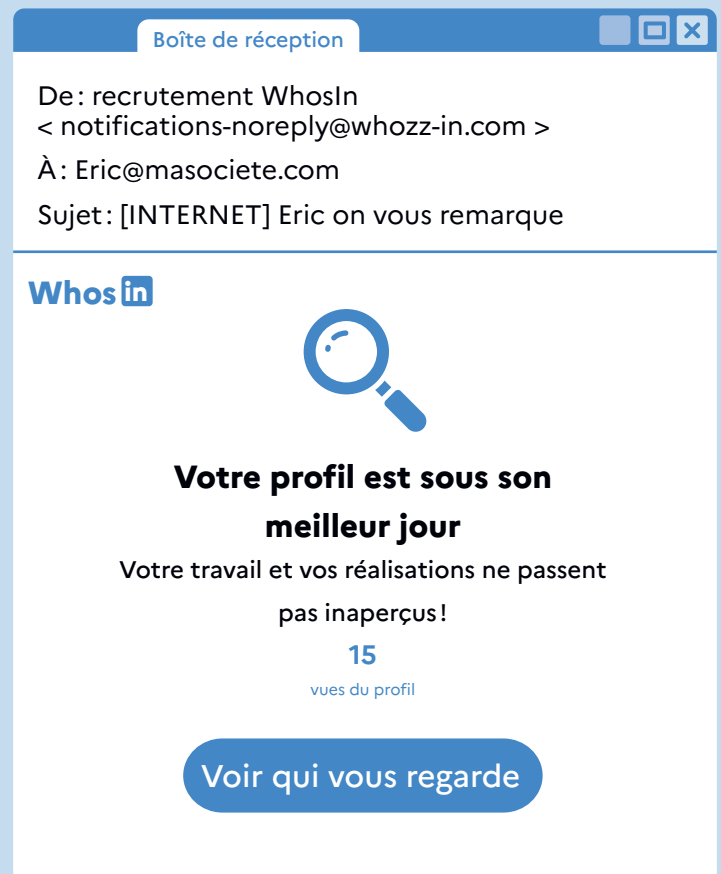 Boîte de réception
De : recrutement WhosIn
< notifications-noreply@whozz-in.com >
À : Eric@masociete.com
Sujet : [INTERNET] Eric on vous remarque
Whos in
Votre profil est sous son
meilleur jour
Votre travail et vos réalisations ne passent
pas inaperçus !
15
vues du profil
Voir qui vous regarde